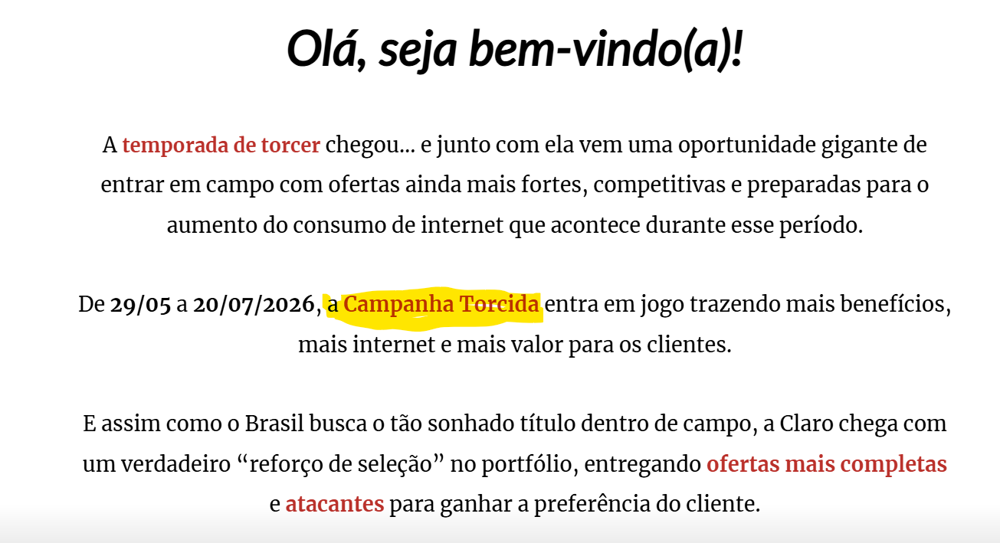 Olá, seja bem-vindo(a)!
A temporada de torcer chegou... e junto com ela vem uma oportunidade gigante de
entrar em campo com ofertas ainda mais fortes, competitivas e preparadas para o
aumento do consumo de internet que acontece durante esse período.
De 29/05 a 20/07/2026, a Campanha Torcida entra em jogo trazendo mais benefícios,
mais internet e mais valor para os clientes.
E assim como o Brasil busca o tão sonhado título dentro de campo, a Claro chega com
um verdadeiro “reforço de seleção” no portfólio, entregando ofertas mais completas
e atacantes para ganhar a preferência do cliente.